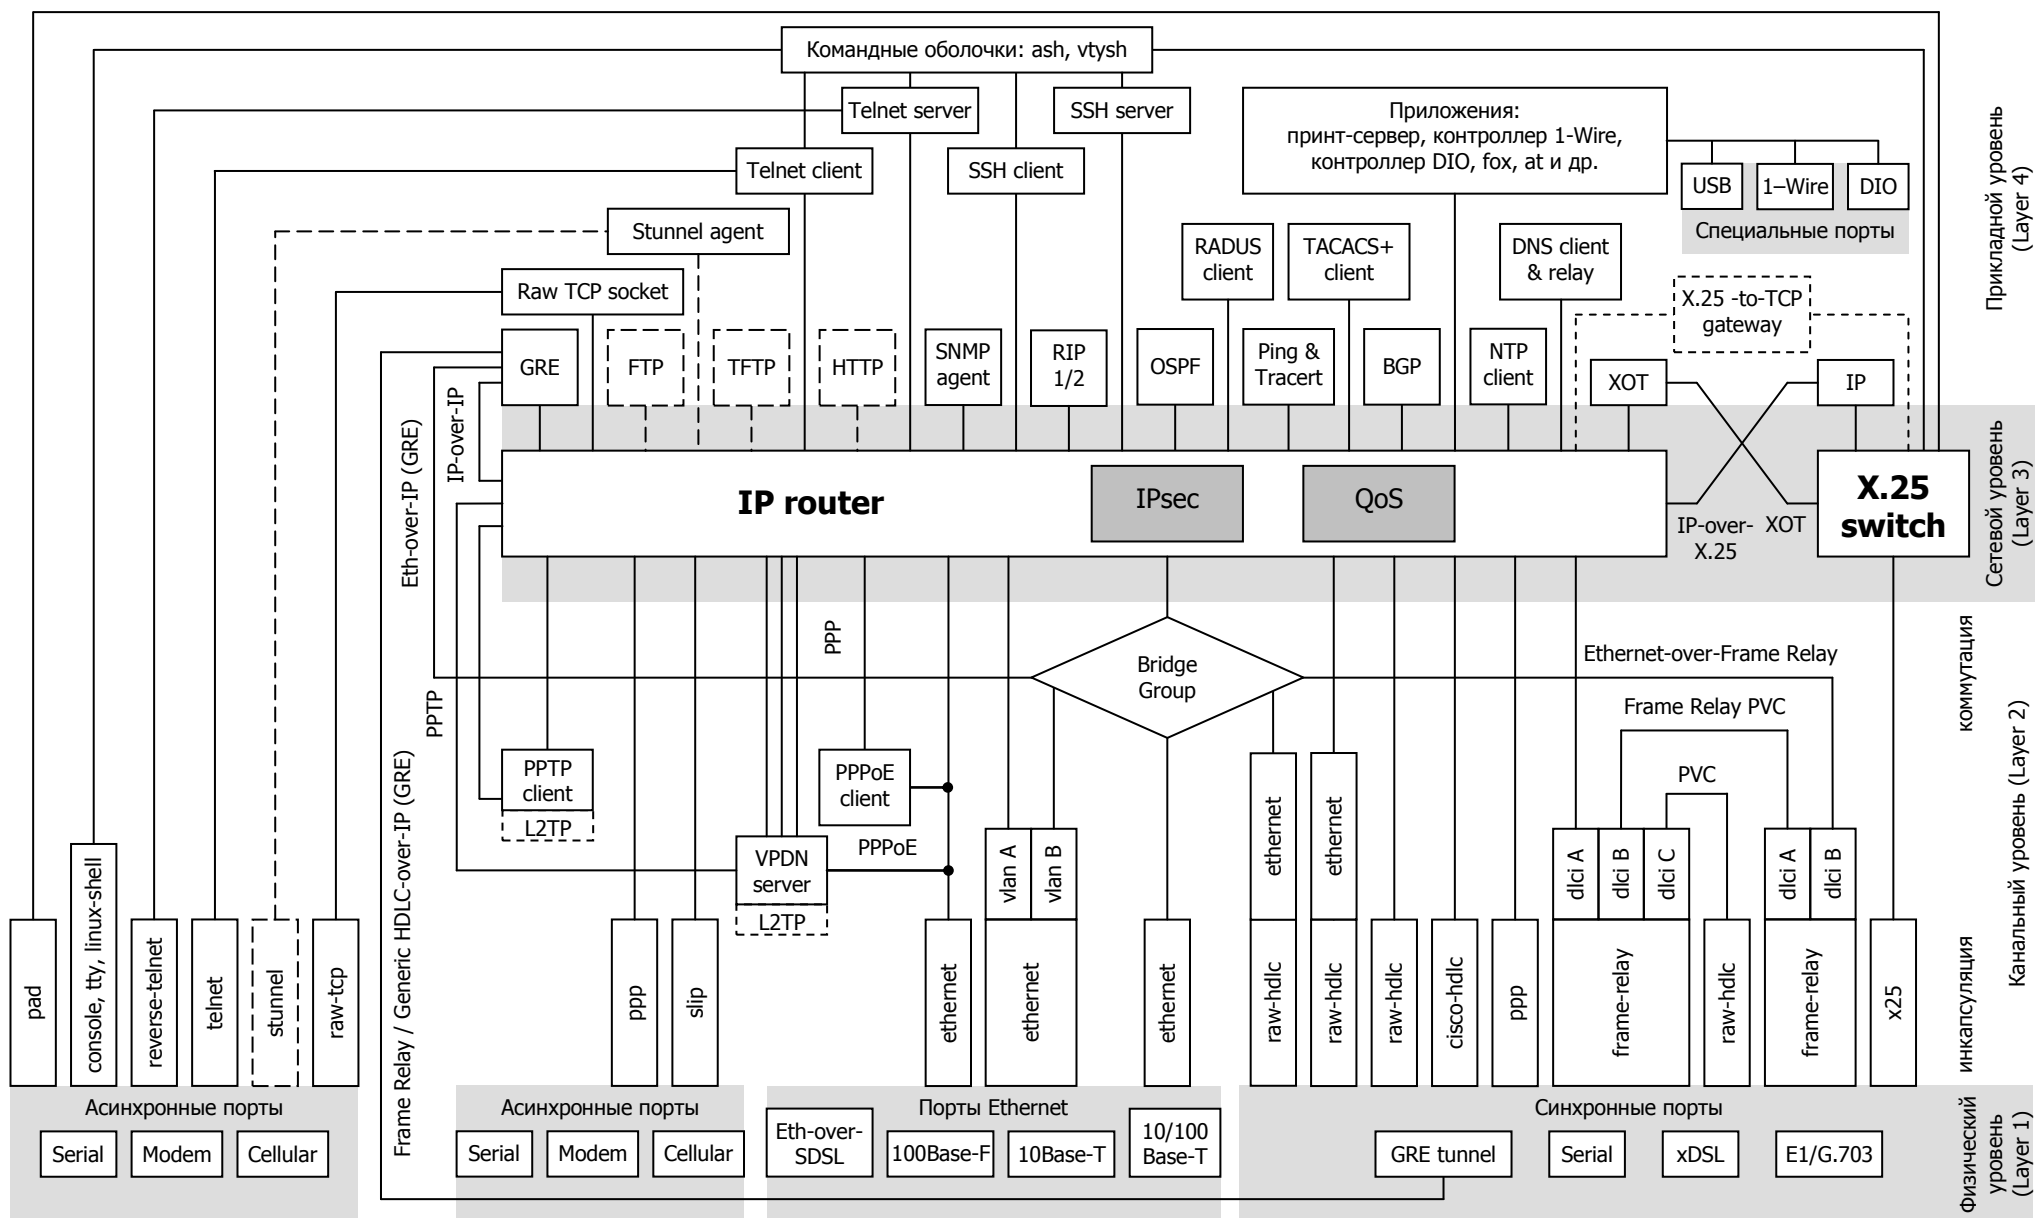 Командные оболочки: ash, vtysh
Telnet server
SSH server
Приложения:
принт-сервер, контроллер 1-Wire,
контроллер DIO, fox, at и др.
Telnet client
SSH client
USB
1–Wire
DIO
Специальные порты
Прикладной уровень
(Layer 4)
Stunnel agent
RADUS
client
TACACS+
client
DNS client
& relay
Raw TCP socket
X.25 -to-TCP
gateway
GRE
FTP
TFTP
HTTP
SNMP
agent
RIP
1/2
OSPF
Ping &
Tracert
BGP
NTP
client
XOT
IP
Eth-over-IP (GRE)
IP-over-IP
IP router
IPsec
QoS
IP-over-
X.25
XOT
X.25
switch
Сетевой уровень
(Layer 3)
PPP
PPTP
Bridge
Group
Ethernet-over-Frame Relay
Frame Relay PVC
PVC
коммутация
Канальный уровень (Layer 2)
инкапсуляция
Frame Relay / Generic HDLC-over-IP (GRE)
PPTP
client
L2TP
PPPoE
client
PPPoE
VPDN
server
L2TP
vlan A
vlan B
ethernet
ethernet
dlci A
dlci B
dlci C
dlci A
dlci B
pad
console, tty, linux-shell
reverse-telnet
telnet
stunnel
raw-tcp
ppp
slip
ethernet
ethernet
ethernet
raw-hdlc
raw-hdlc
raw-hdlc
cisco-hdlc
ppp
frame-relay
raw-hdlc
frame-relay
x25
Асинхронные порты
Serial
Modem
Cellular
Асинхронные порты
Serial
Modem
Cellular
Порты Ethernet
Eth-over-
SDSL
100Base-F
10Base-T
10/100
Base-T
Синхронные порты
GRE tunnel
Serial
xDSL
E1/G.703
Физический
уровень
(Layer 1)